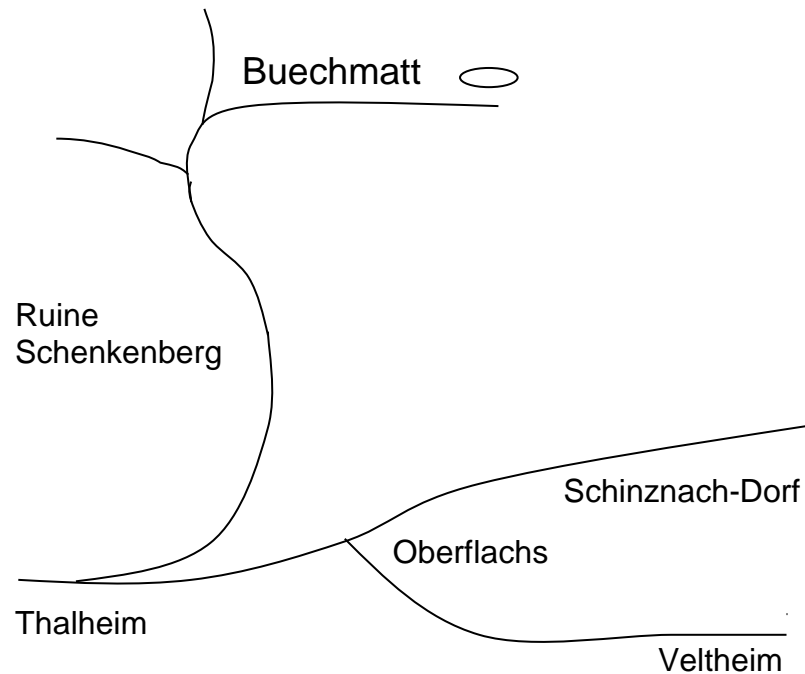 Buechmatt
Ruine
Schenkenberg
Schinznach-Dorf
Oberflachs
Thalheim
Veltheim